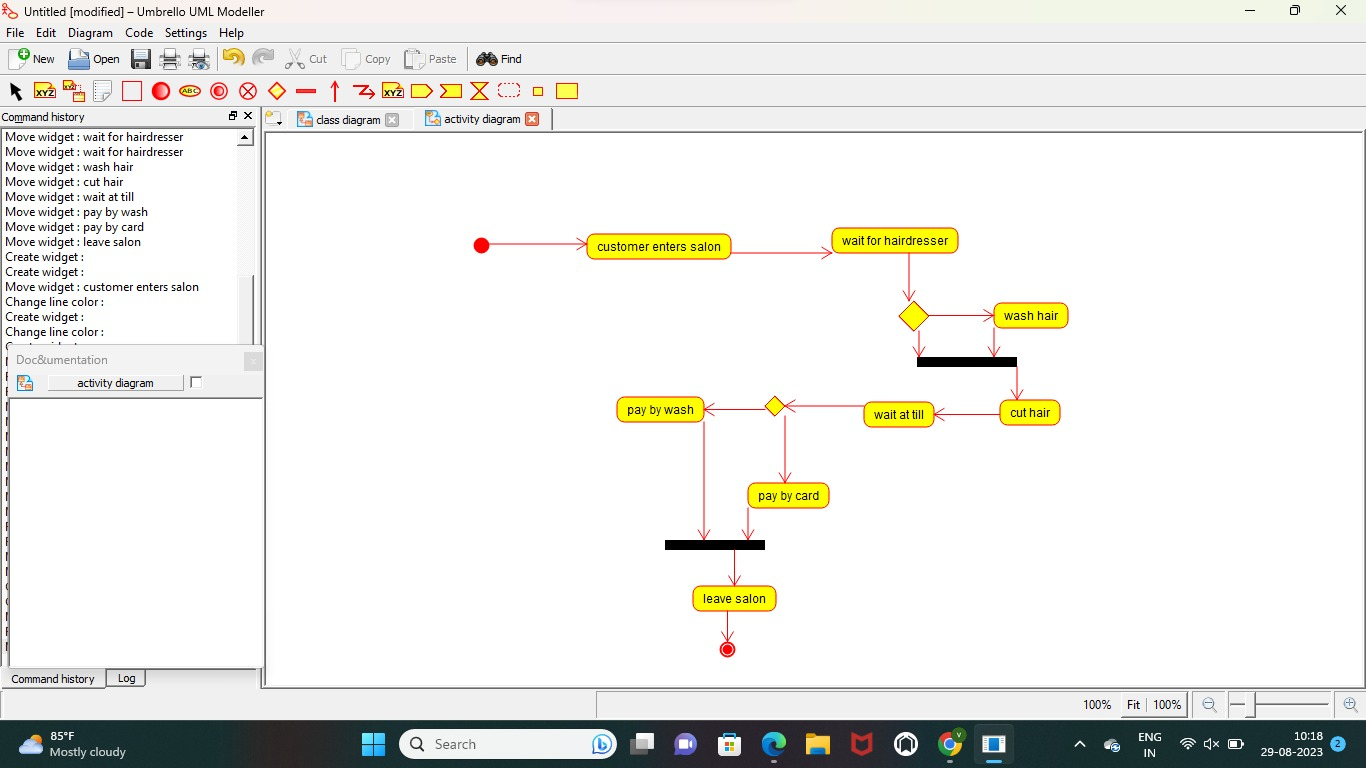 Untitled [modified] – Umbrello UML Modeller
File Edit Diagram Code Settings Help
New Open Cut Copy Paste Find
XYZ XYZ ABC XYZ
Command history
class diagram
activity diagram
Move widget : wait for hairdresser
Move widget : wait for hairdresser
Move widget : wash hair
Move widget : cut hair
Move widget : wait at till
Move widget : pay by wash
Move widget : pay by card
Move widget : leave salon
Create widget :
Create widget :
Move widget : customer enters salon
Change line color :
Create widget :
Change line color :
Doc&umentation
activity diagram
customer enters salon
wait for hairdresser
wash hair
cut hair
wait at till
pay by wash
pay by card
leave salon
Command history Log
100% Fit 100%
85°F
Mostly cloudy
Search
V
ENG
IN
10:18
29-08-2023
2